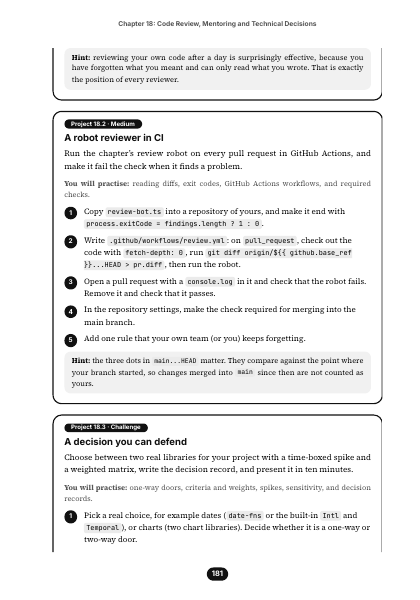 Chapter 18: Code Review, Mentoring and Technical Decisions
Hint: reviewing your own code after a day is surprisingly effective, because you
have forgotten what you meant and can only read what you wrote. That is exactly
the position of every reviewer.
Project 18.2 · Medium
A robot reviewer in CI
Run the chapter's review robot on every pull request in GitHub Actions, and
make it fail the check when it finds a problem.
You will practise: reading diffs, exit codes, GitHub Actions workflows, and required
checks.
1 Copy review-bot.ts into a repository of yours, and make it end with
process.exitCode = findings.length ? 1 : 0.
2 Write .github/workflows/review.yml: on pull_request, check out the
code with fetch-depth: 0, run git diff origin/${{ github.base_ref
}}...HEAD > pr.diff, then run the robot.
3 Open a pull request with a console.log in it and check that the robot fails.
Remove it and check that it passes.
4 In the repository settings, make the check required for merging into the
main branch.
5 Add one rule that your own team (or you) keeps forgetting.
Hint: the three dots in main...HEAD matter. They compare against the point where
your branch started, so changes merged into main since then are not counted as
yours.
Project 18.3 · Challenge
A decision you can defend
Choose between two real libraries for your project with a time-boxed spike and
a weighted matrix, write the decision record, and present it in ten minutes.
You will practise: one-way doors, criteria and weights, spikes, sensitivity, and decision
records.
1 Pick a real choice, for example dates (date-fns or the built-in Intl and
Temporal), or charts (two chart libraries). Decide whether it is a one-way or
two-way door.
181